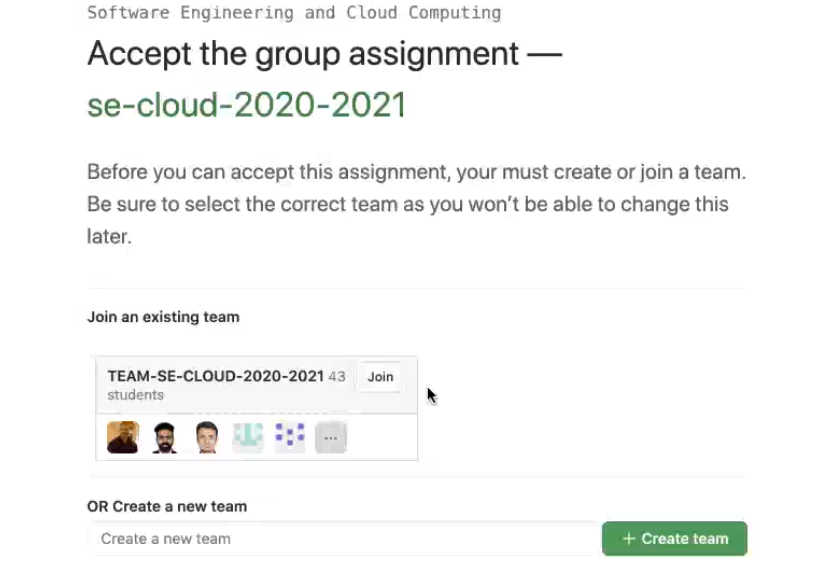 Software Engineering and Cloud Computing
Accept the group assignment —
se-cloud-2020-2021
Before you can accept this assignment, your must create or join a team.
Be sure to select the correct team as you won't be able to change this
later.
Join an existing team
TEAM-SE-CLOUD-2020-2021 43 Join
students
...
OR Create a new team
Create a new team + Create team